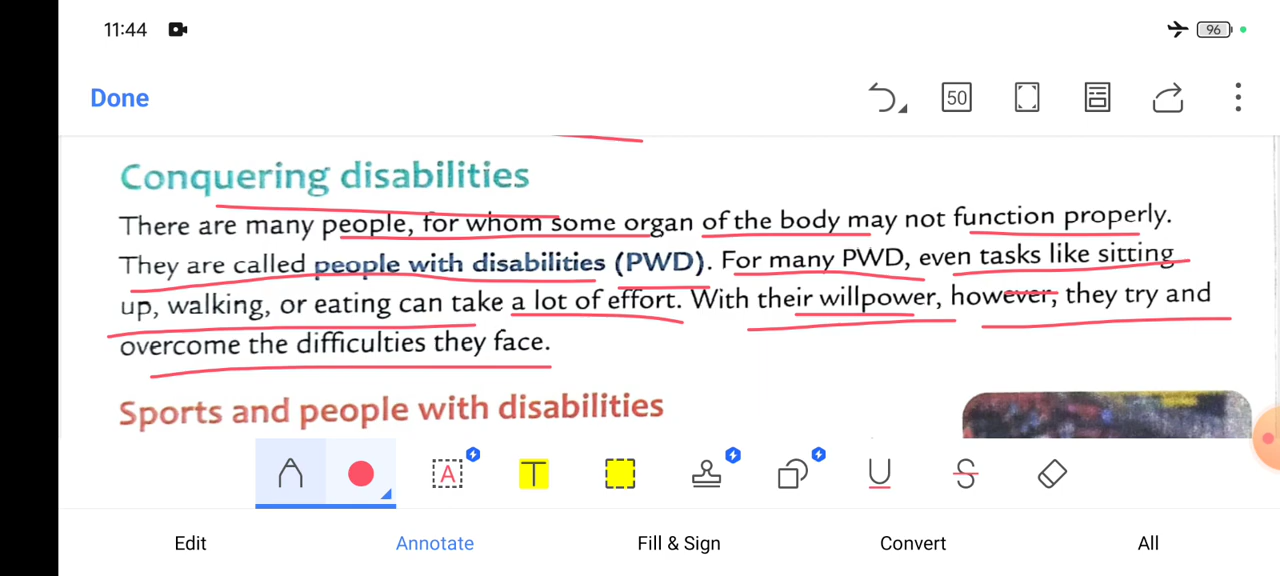 11:44
96
Done
50
Conquering disabilities
There are many people, for whom some organ of the body may not function properly.
They are called people with disabilities (PWD). For many PWD, even tasks like sitting
up, walking, or eating can take a lot of effort. With their willpower, however, they try and
overcome the difficulties they face.
Sports and people with disabilities
A
T
U
S
Edit
Annotate
Fill & Sign
Convert
All